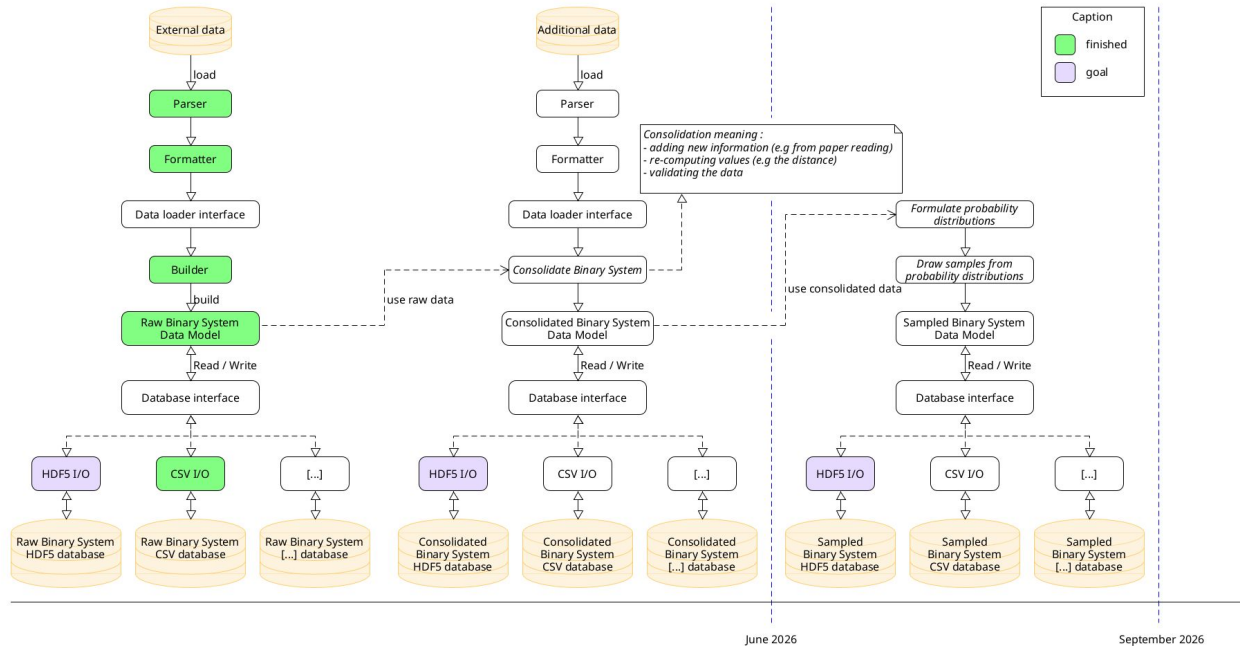 External data
load
Parser
Formatter
Data loader interface
Builder
build
Raw Binary System
Data Model
Read / Write
Database interface
HDF5 I/O
CSV I/O
[...]
Raw Binary System
HDF5 database
Raw Binary System
CSV database
Raw Binary System
[...] database
use raw data
Additional data
load
Parser
Formatter
Data loader interface
Consolidate Binary System
Consolidated Binary System
Data Model
Read / Write
Database interface
HDF5 I/O
CSV I/O
[...]
Consolidated
Binary System
HDF5 database
Consolidated
Binary System
CSV database
Consolidated
Binary System
[...] database
Consolidation meaning :
- adding new information (e.g from paper reading)
- re-computing values (e.g the distance)
- validating the data
use consolidated data
Formulate probability
distributions
Draw samples from
probability distributions
Sampled Binary System
Data Model
Read / Write
Database interface
HDF5 I/O
CSV I/O
[...]
Sampled
Binary System
HDF5 database
Sampled
Binary System
CSV database
Sampled
Binary System
[...] database
Caption
finished
goal
June 2026
September 2026